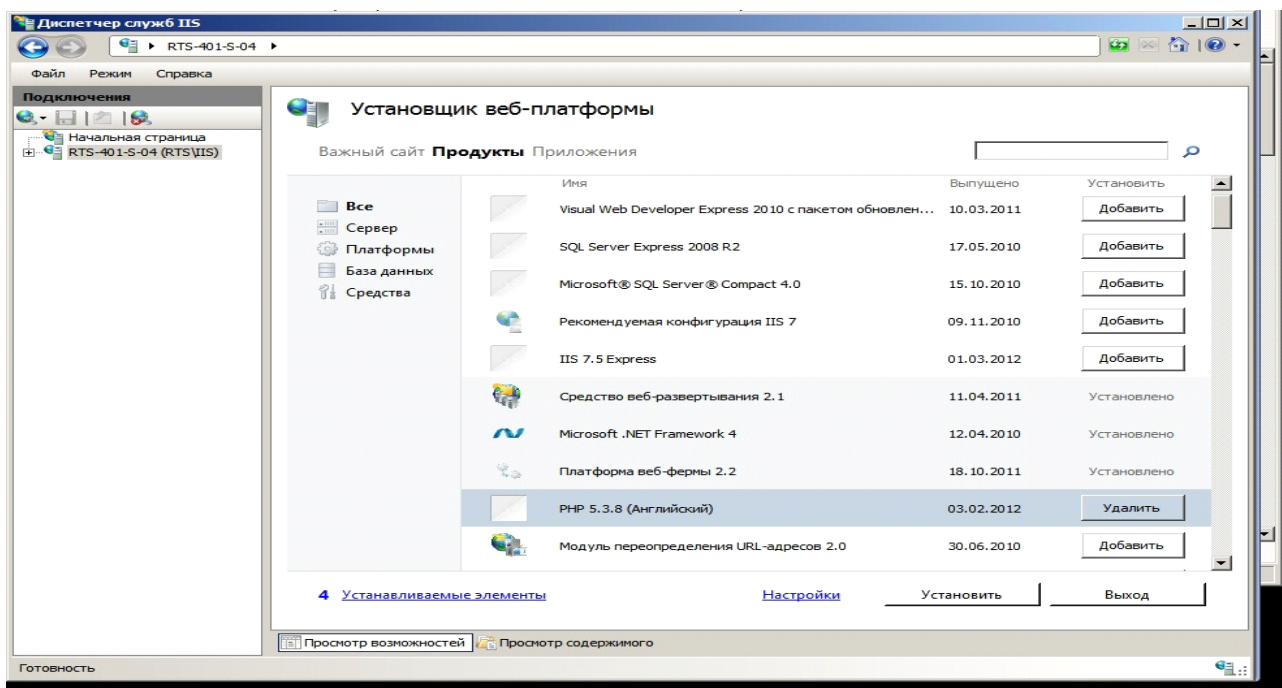 Диспетчер служб IIS
RTS-401-S-04
Файл Режим Справка
Подключения
Начальная страница
RTS-401-S-04 (RTS\IIS)
Установщик веб-платформы
Важный сайт Продукты Приложения
Имя Выпущено Установить
Все
Сервер
Платформы
База данных
Средства
Visual Web Developer Express 2010 с пакетом обновлен... 10.03.2011 Добавить
SQL Server Express 2008 R2 17.05.2010 Добавить
Microsoft® SQL Server® Compact 4.0 15.10.2010 Добавить
Рекомендуемая конфигурация IIS 7 09.11.2010 Добавить
IIS 7.5 Express 01.03.2012 Добавить
Средство веб-развертывания 2.1 11.04.2011 Установлено
Microsoft .NET Framework 4 12.04.2010 Установлено
Платформа веб-фермы 2.2 18.10.2011 Установлено
PHP 5.3.8 (Английский) 03.02.2012 Удалить
Модуль переопределения URL-адресов 2.0 30.06.2010 Добавить
4 Устанавливаемые элементы Настройки Установить Выход
Просмотр возможностей Просмотр содержимого
Готовность